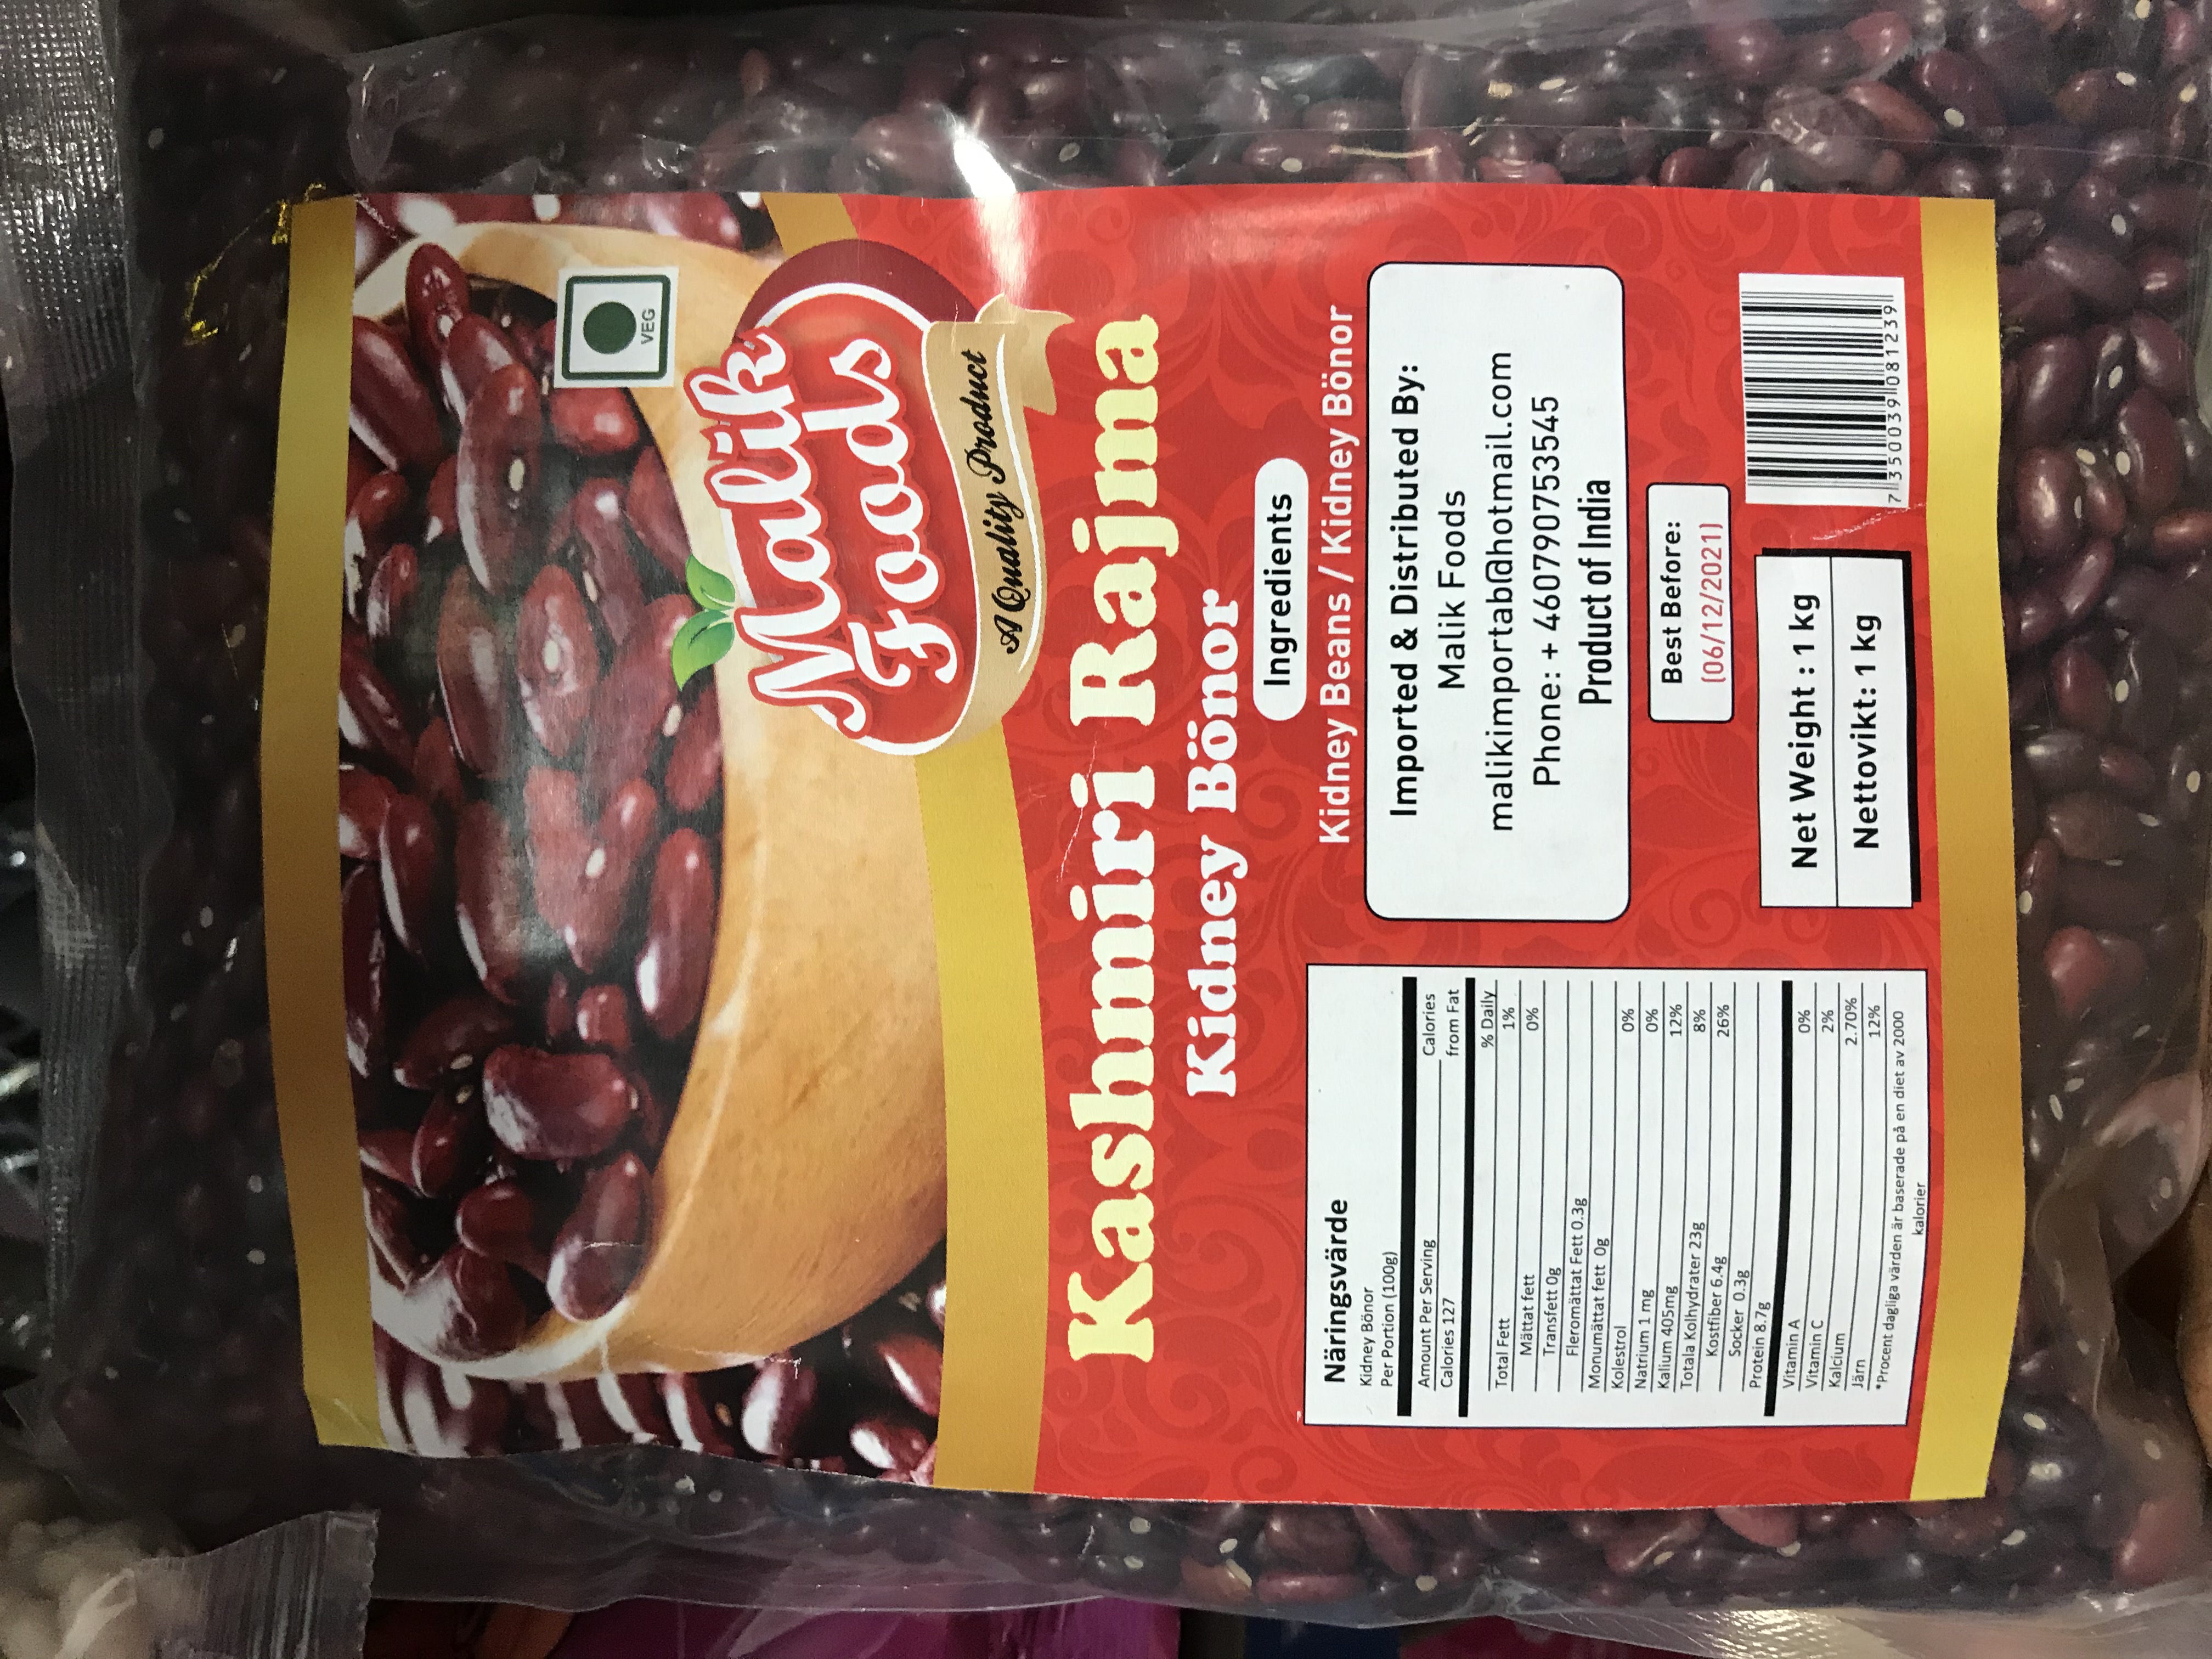 VEG
Malik
Foods
A Quality Product
Kashmiri Rajma
Kidney Bönor
Ingredients
Kidney Beans / Kidney Bönor
Näringsvärde
Kidney Bönor
Per Portion (100g)
Amount Per Serving Calories
Calories 127 from Fat
% Daily
Total Fett 1%
Mättat fett 0%
Transfett 0g
Fleromättat Fett 0.3g
Monumättat fett 0g
Kolestrol 0%
Natrium 1 mg 0%
Kalium 405mg 12%
Totala Kolhydrater 23g 8%
Kostfiber 6.4g 26%
Socker 0.3g
Protein 8.7g
Vitamin A 0%
Vitamin C 2%
Kalcium 2.70%
Järn 12%
*Procent dagliga värden är baserade på en diet av 2000
kalorier
Imported & Distributed By:
Malik Foods
malikimportab@hotmail.com
Phone: + 460790753545
Product of India
Best Before:
(06/12/2021)
Net Weight : 1 kg
Nettovikt: 1 kg
7 350039 081239